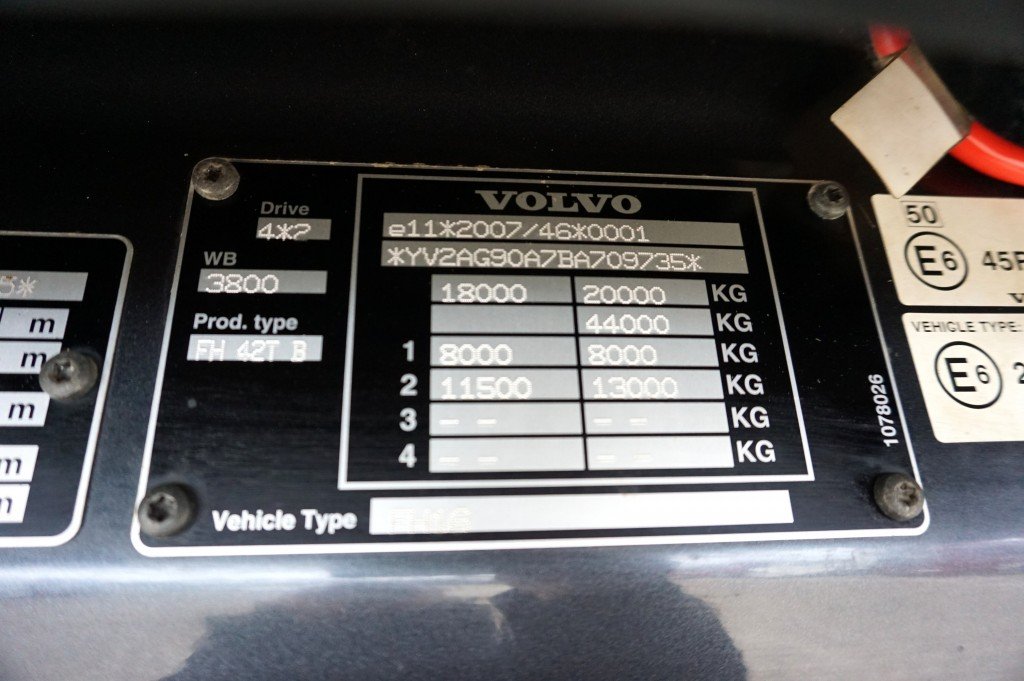 5*
m
m
m
m
m
VOLVO
Drive
4*2
WB
3800
Prod. type
FH 42T B
e11*2007/46*0001
*YV2AG90A7BA709735*
18000 20000 KG
44000 KG
1 8000 8000 KG
2 11500 13000 KG
3 -- -- KG
4 -- -- KG
Vehicle Type
1078026
50
E6 45R
VEHICLE TYPE:
E6 2